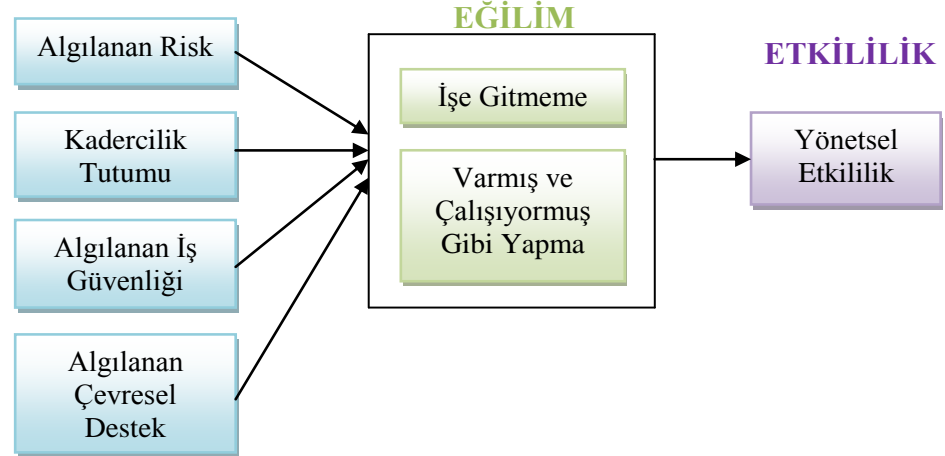 Algılanan Risk
Kadercilik
Tutumu
Algılanan İş
Güvenliği
Algılanan
Çevresel
Destek
EĞİLİM
İşe Gitmeme
Varmış ve
Çalışıyormuş
Gibi Yapma
ETKİLİLİK
Yönetsel
Etkililik